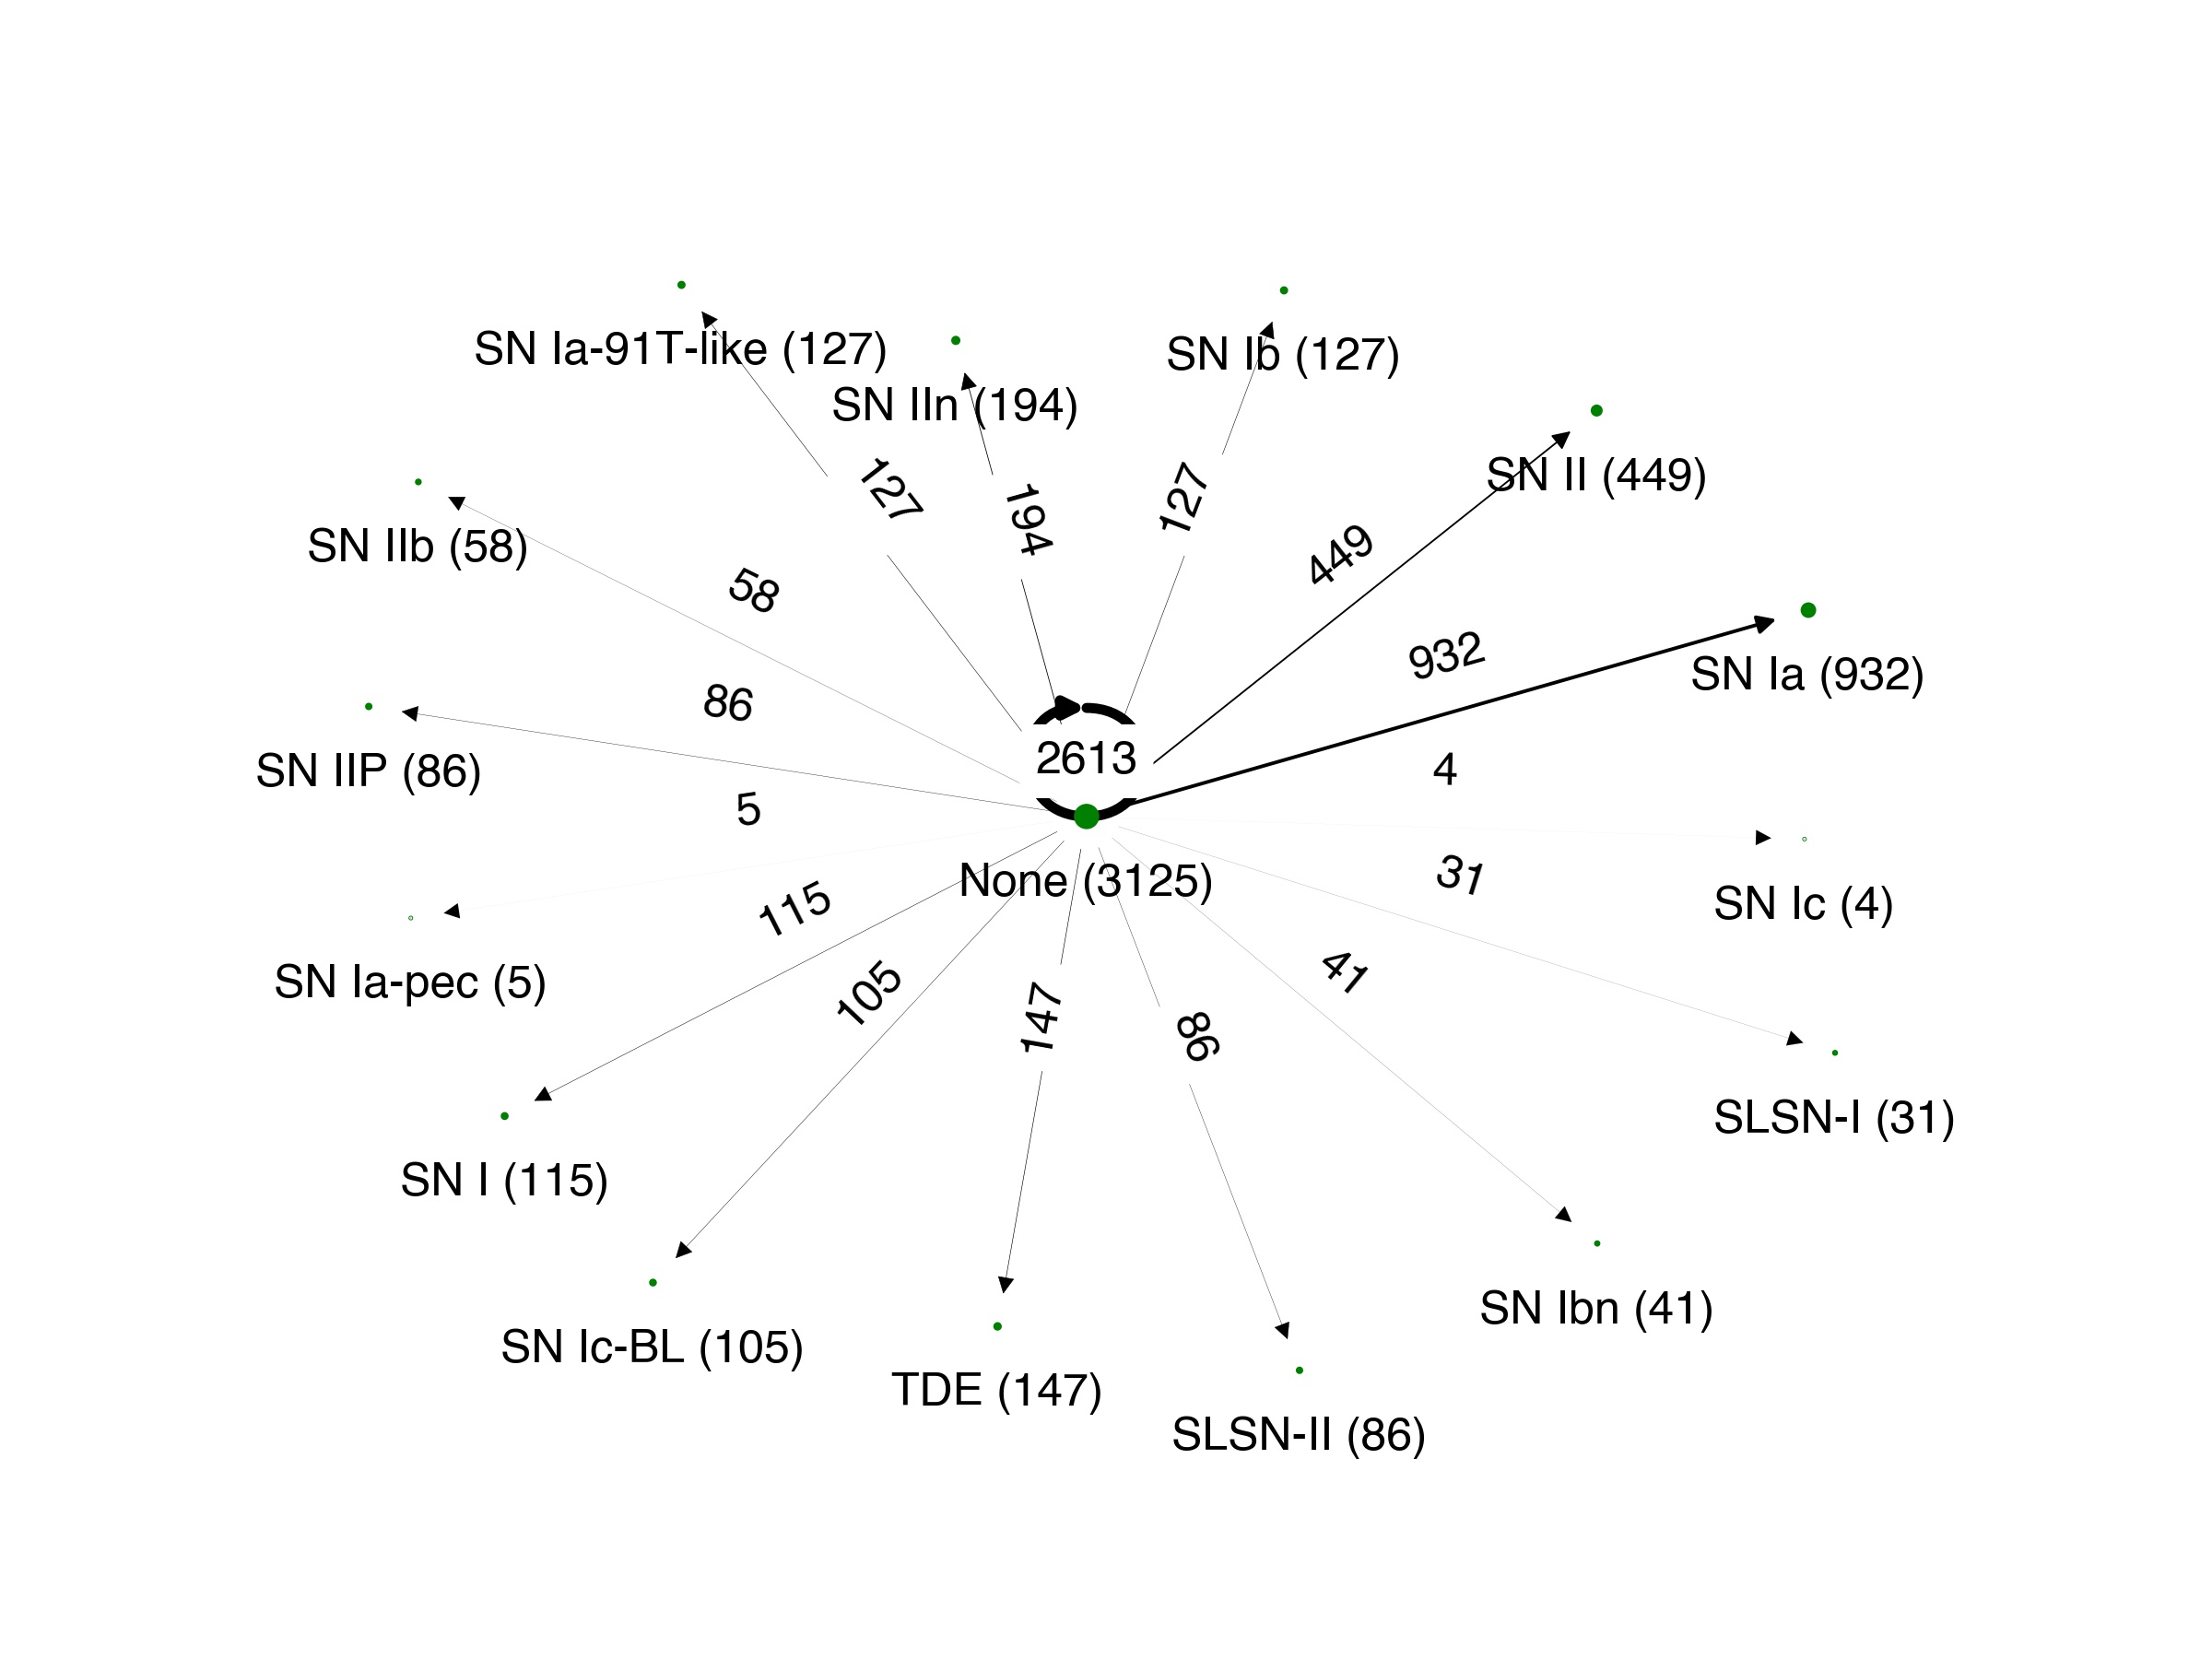 SN Ia-91T-like (127)
SN Ib (127)
SN IIn (194)
SN II (449)
127
194
127
449
SN IIb (58)
58
932
SN Ia (932)
86
2613
4
SN IIP (86)
5
None (3125)
31
SN Ic (4)
115
SN Ia-pec (5)
105
147
86
41
SLSN-I (31)
SN I (115)
SN Ibn (41)
SN Ic-BL (105)
TDE (147)
SLSN-II (86)